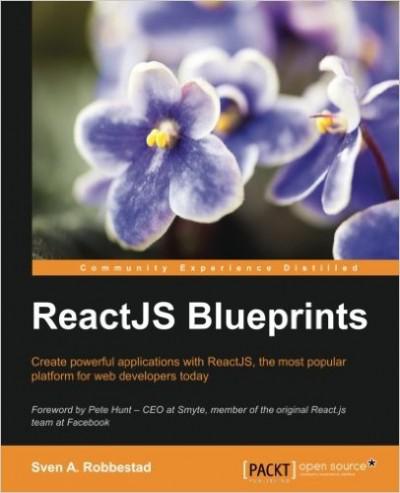 Community Experience Distilled
ReactJS Blueprints
Create powerful applications with ReactJS, the most popular
platform for web developers today
Foreword by Pete Hunt – CEO at Smyte, member of the original React.js
team at Facebook
Sven A. Robbestad
[PACKT] open source*
PUBLISHING